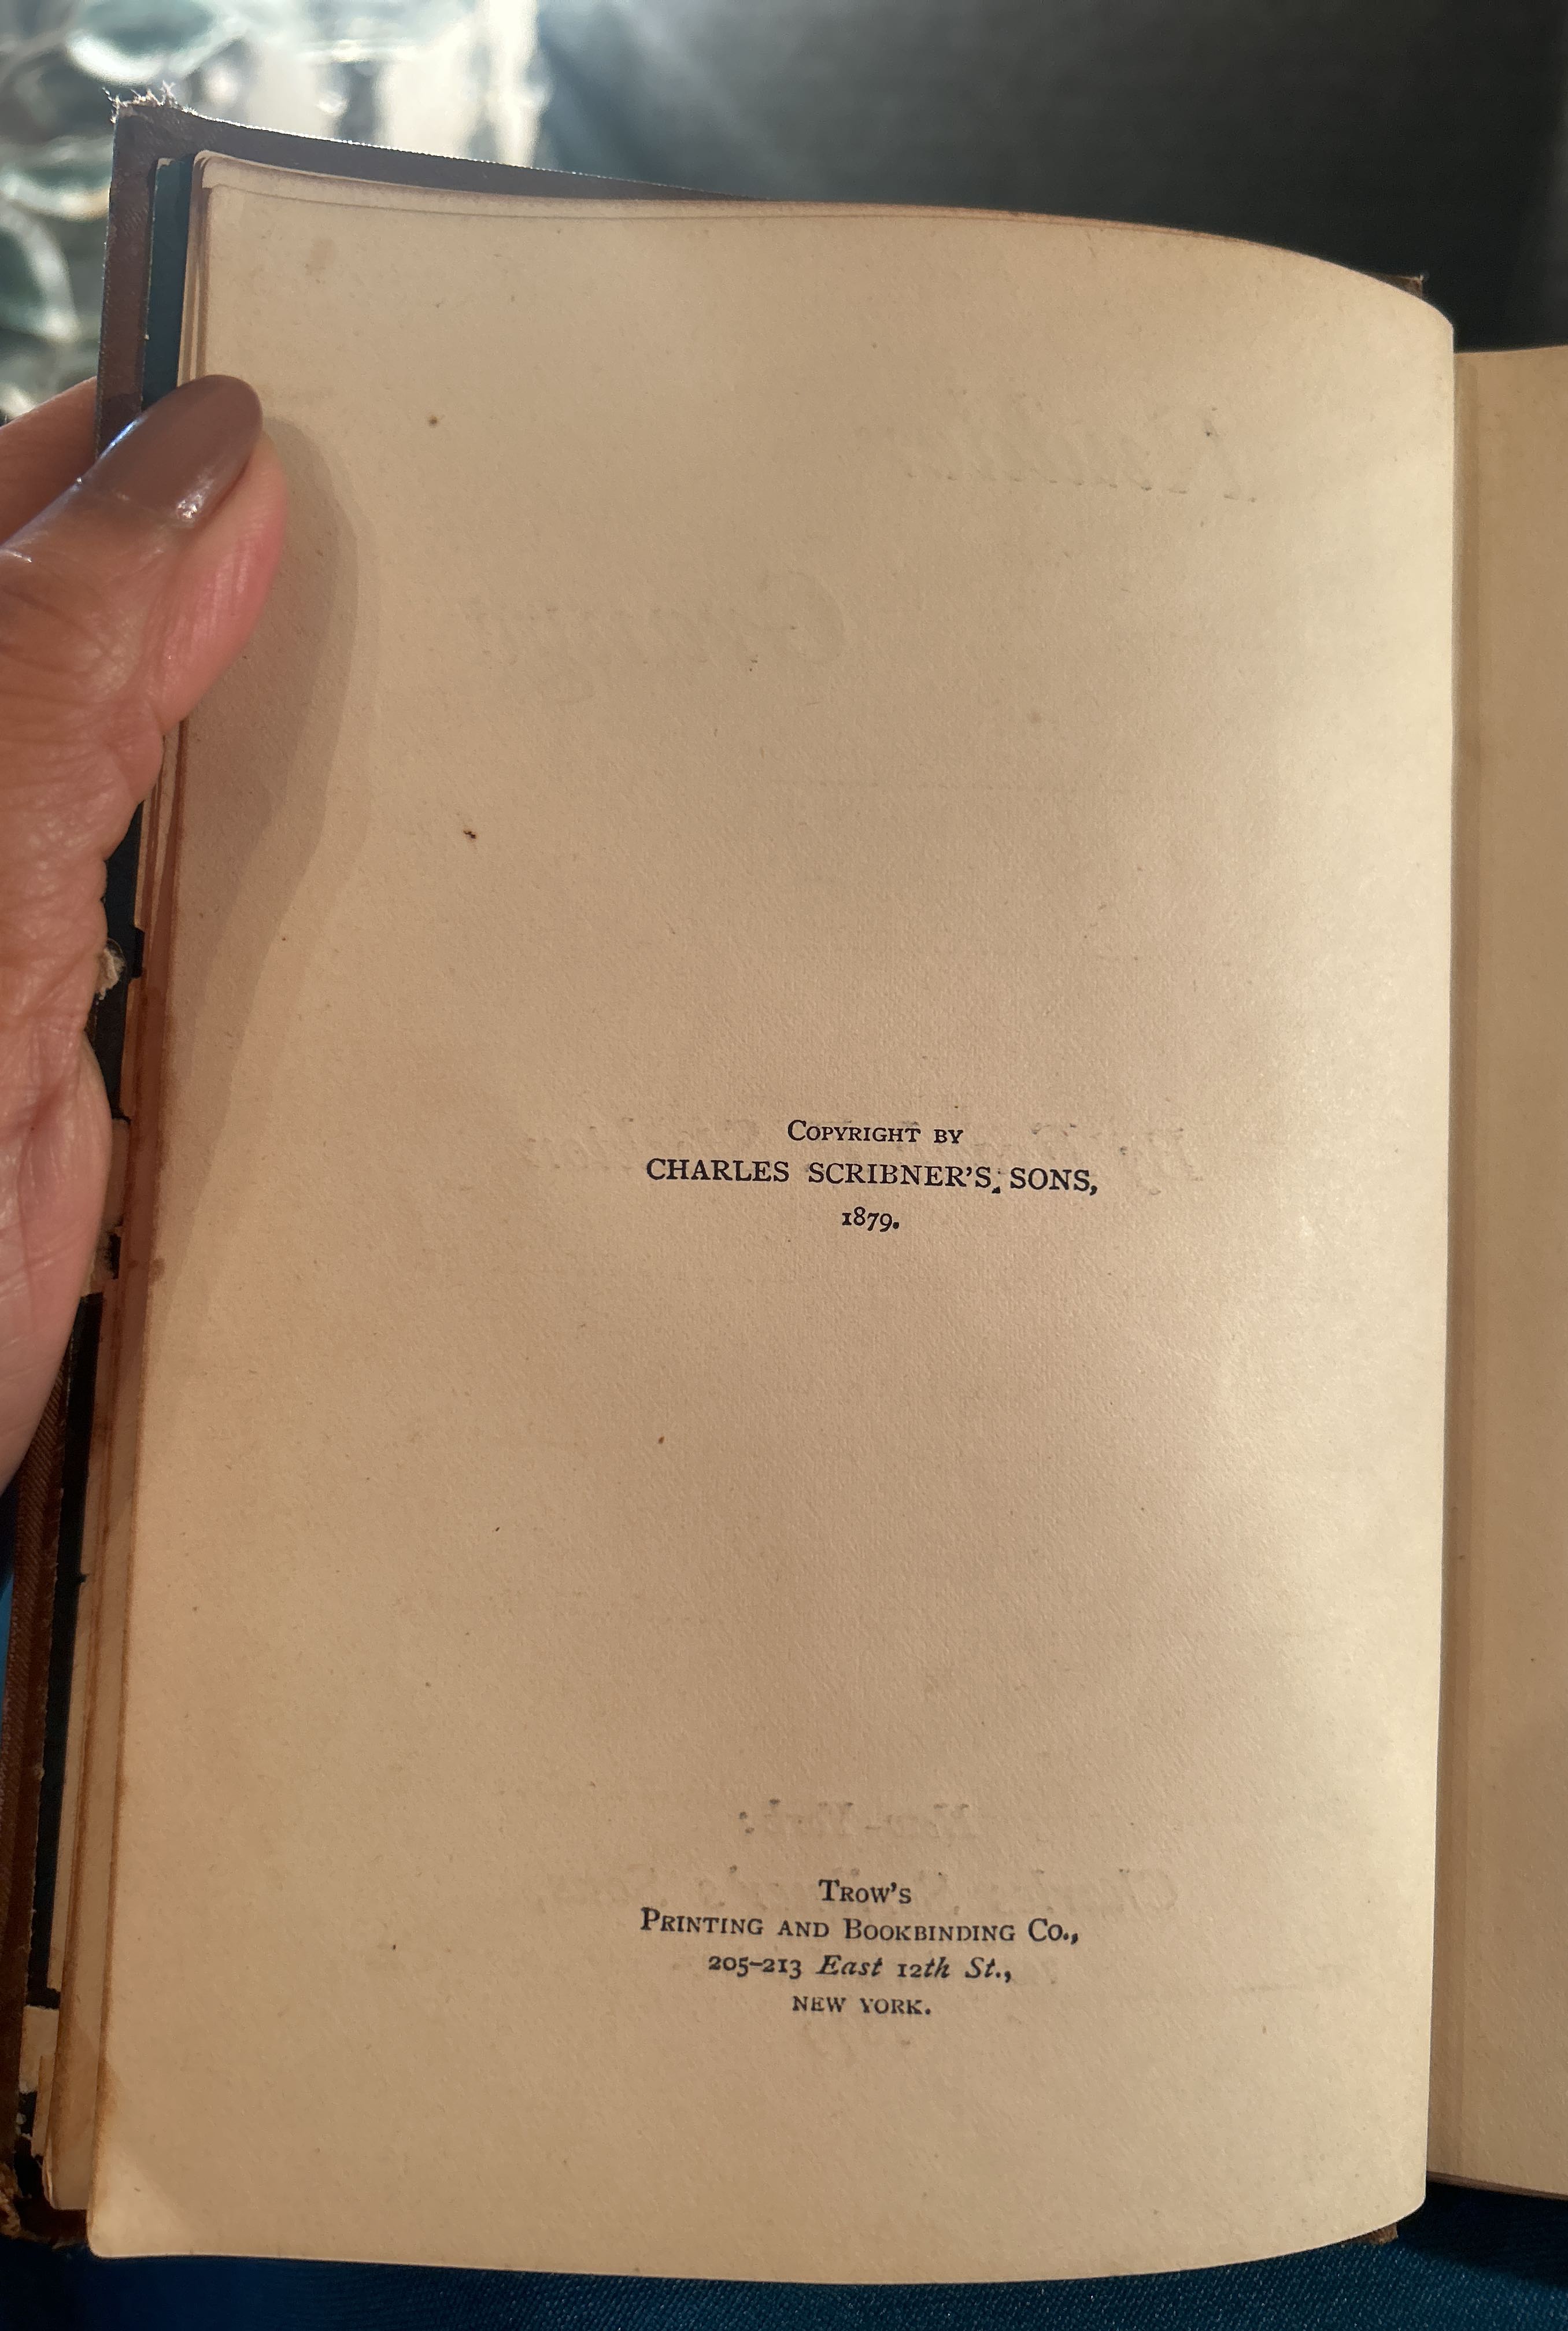 COPYRIGHT BY
CHARLES SCRIBNER'S SONS,
1879.
TROW'S
PRINTING AND BOOKBINDING CO.,
205–213 East 12th St.,
NEW YORK.